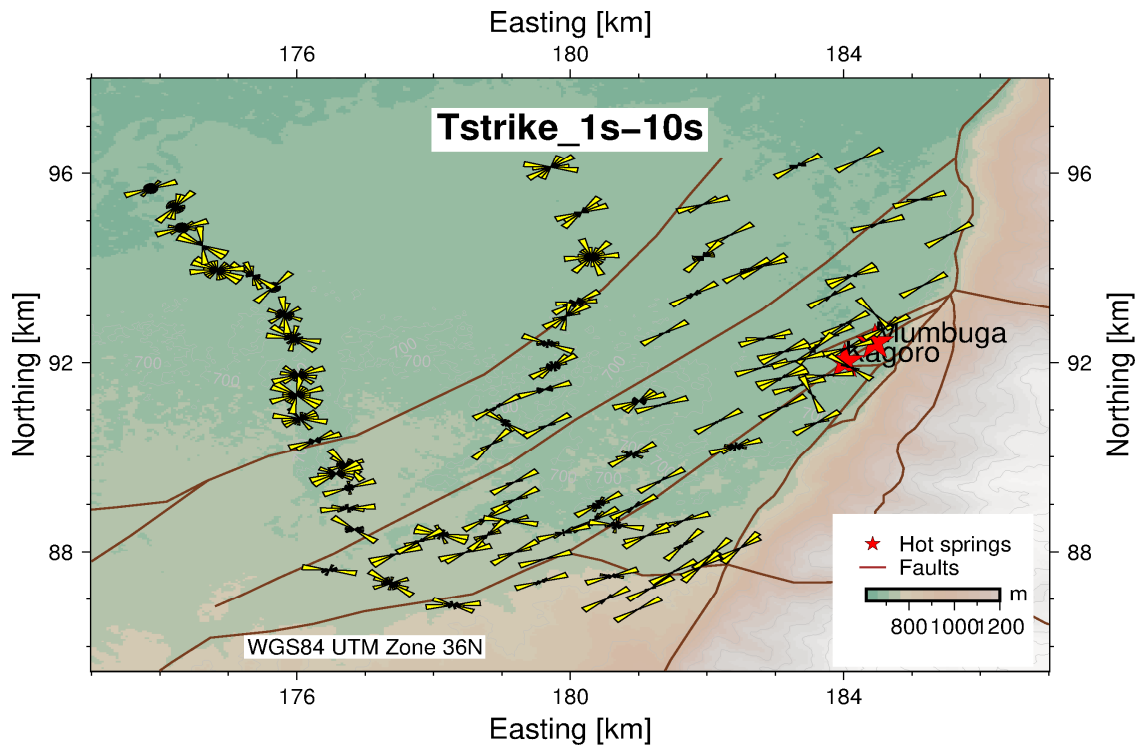 Easting [km]
176 180 184
Tstrike_1s−10s
96 96
92 92
88 88
Northing [km]
Northing [km]
700
700
700
700
700
700
Mumbuga
Kagoro
Hot springs
Faults
m
800 1000 1200
WGS84 UTM Zone 36N
176 180 184
Easting [km]